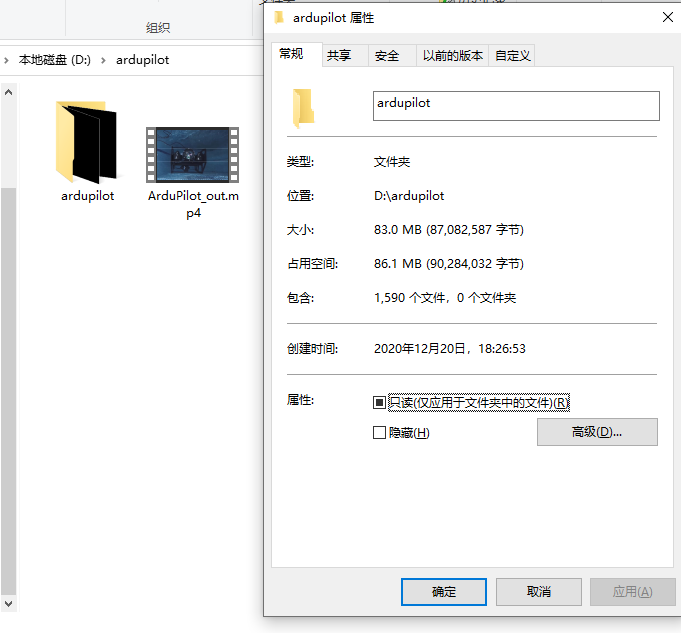 组织
本地磁盘 (D:) > ardupilot
ardupilot
ArduPilot_out.m
p4
ardupilot 属性
常规 共享 安全 以前的版本 自定义
ardupilot
类型: 文件夹
位置: D:\ardupilot
大小: 83.0 MB (87,082,587 字节)
占用空间: 86.1 MB (90,284,032 字节)
包含: 1,590 个文件，0 个文件夹
创建时间: 2020年12月20日，18:26:53
属性: 只读(仅应用于文件夹中的文件)(R)
隐藏(H) 高级(D)...
确定 取消 应用(A)